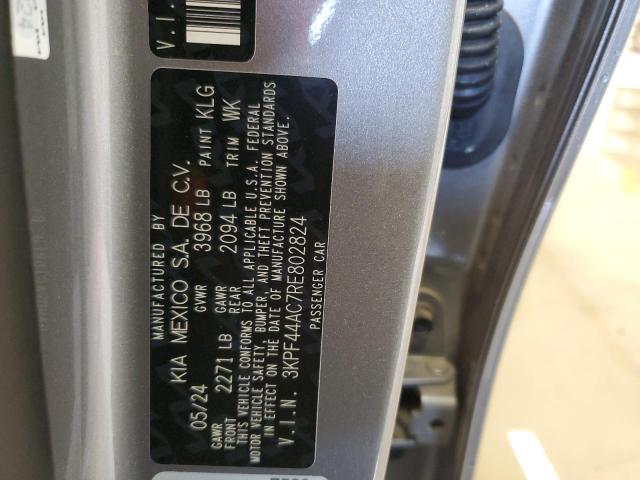 MANUFACTURED BY
KIA MEXICO S.A. DE C.V.
05/24 GVWR 3968 LB PAINT KLG
GAWR FRONT 2271 LB GAWR REAR 2094 LB TRIM WK
THIS VEHICLE CONFORMS TO ALL APPLICABLE U.S.A. FEDERAL
MOTOR VEHICLE SAFETY, BUMPER, AND THEFT PREVENTION STANDARDS
IN EFFECT ON THE DATE OF MANUFACTURE SHOWN ABOVE.
V.I.N. 3KPF44AC7RE802824
PASSENGER CAR
V.I.